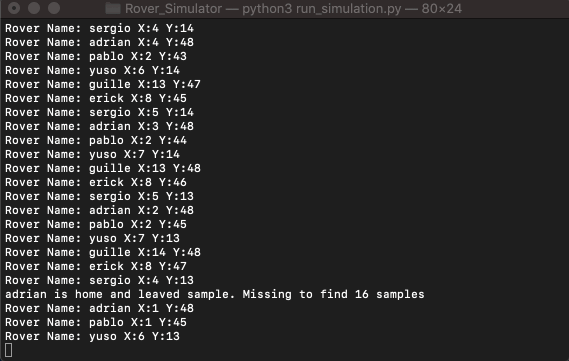 Rover_Simulator — python3 run_simulation.py — 80×24
Rover Name: sergio X:4 Y:14
Rover Name: adrian X:4 Y:48
Rover Name: pablo X:2 Y:43
Rover Name: yuso X:6 Y:14
Rover Name: guille X:13 Y:47
Rover Name: erick X:8 Y:45
Rover Name: sergio X:5 Y:14
Rover Name: adrian X:3 Y:48
Rover Name: pablo X:2 Y:44
Rover Name: yuso X:7 Y:14
Rover Name: guille X:13 Y:48
Rover Name: erick X:8 Y:46
Rover Name: sergio X:5 Y:13
Rover Name: adrian X:2 Y:48
Rover Name: pablo X:2 Y:45
Rover Name: yuso X:7 Y:13
Rover Name: guille X:14 Y:48
Rover Name: erick X:8 Y:47
Rover Name: sergio X:4 Y:13
adrian is home and leaved sample. Missing to find 16 samples
Rover Name: adrian X:1 Y:48
Rover Name: pablo X:1 Y:45
Rover Name: yuso X:6 Y:13